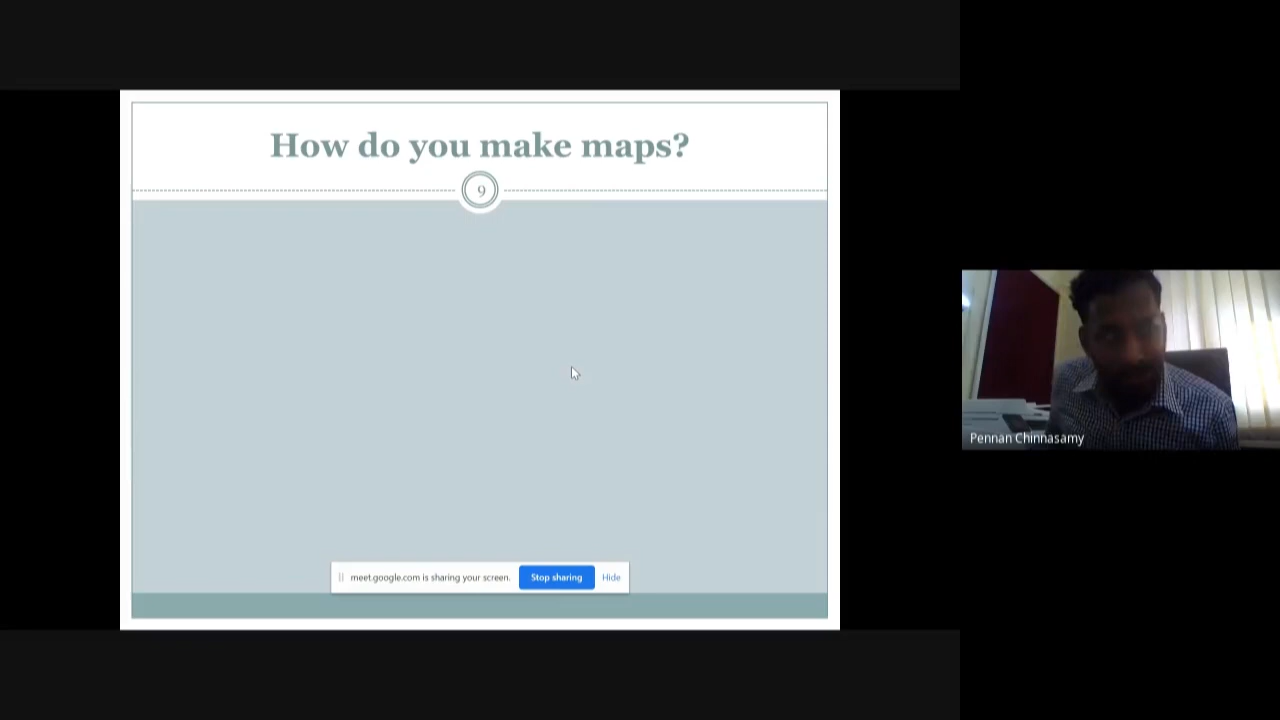 How do you make maps?
9
meet.google.com is sharing your screen.
Stop sharing
Hide
Pennan Chinnasamy